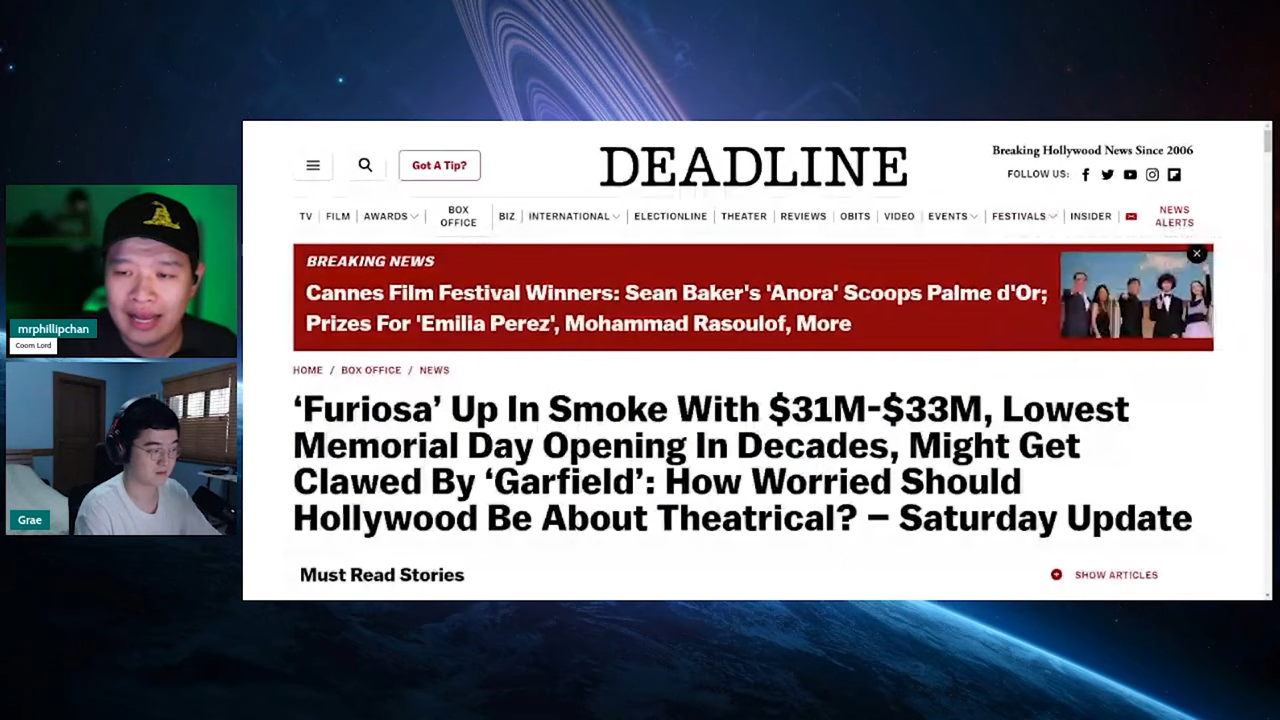 Got A Tip?
DEADLINE
Breaking Hollywood News Since 2006
FOLLOW US:
TV
FILM
AWARDS
BOX
OFFICE
BIZ
INTERNATIONAL
ELECTIONLINE
THEATER
REVIEWS
OBITS
VIDEO
EVENTS
FESTIVALS
INSIDER
NEWS
ALERTS
BREAKING NEWS
Cannes Film Festival Winners: Sean Baker's 'Anora' Scoops Palme d'Or;
Prizes For 'Emilia Perez', Mohammad Rasoulof, More
HOME / BOX OFFICE / NEWS
‘Furiosa’ Up In Smoke With $31M-$33M, Lowest
Memorial Day Opening In Decades, Might Get
Clawed By ‘Garfield’: How Worried Should
Hollywood Be About Theatrical? – Saturday Update
Must Read Stories
SHOW ARTICLES
mrphillipchan
Coom Lord
Grae